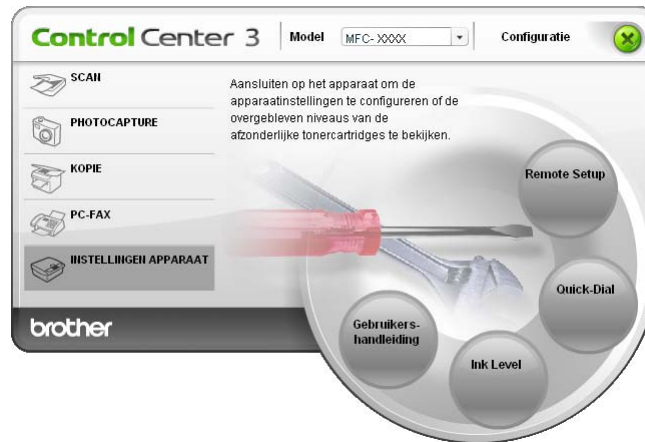 Control Center 3
Model
MFC- XXXX
Configuratie
SCAN
PHOTOCAPTURE
KOPIE
PC-FAX
INSTELLINGEN APPARAAT
Aansluiten op het apparaat om de
apparaatinstellingen te configureren of de
overgebleven niveaus van de
afzonderlijke tonercartridges te bekijken.
Remote Setup
Quick-Dial
Ink Level
Gebruikers-
handleiding
brother